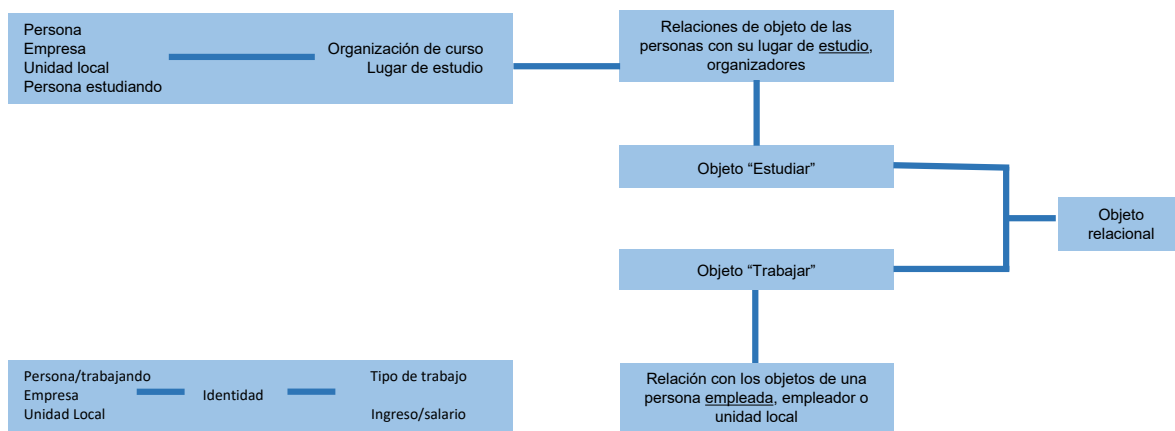 Persona
Empresa
Unidad local
Persona estudiando
Organización de curso
Lugar de estudio
Relaciones de objeto de las
personas con su lugar de estudio,
organizadores
Objeto “Estudiar”
Objeto
relacional
Objeto “Trabajar”
Persona/trabajando
Empresa
Unidad Local
Identidad
Tipo de trabajo
Ingreso/salario
Relación con los objetos de una
persona empleada, empleador o
unidad local